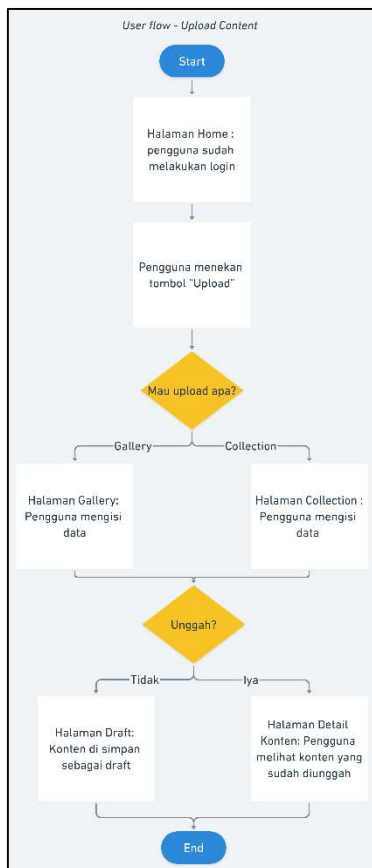 User flow - Upload Content
Start
Halaman Home :
pengguna sudah
melakukan login
Pengguna menekan
tombol "Upload"
Mau upload apa?
Gallery
Collection
Halaman Gallery:
Pengguna mengisi
data
Halaman Collection :
Pengguna mengisi
data
Unggah?
Tidak
Iya
Halaman Draft:
Konten di simpan
sebagai draft
Halaman Detail
Konten: Pengguna
melihat konten yang
sudah diunggah
End